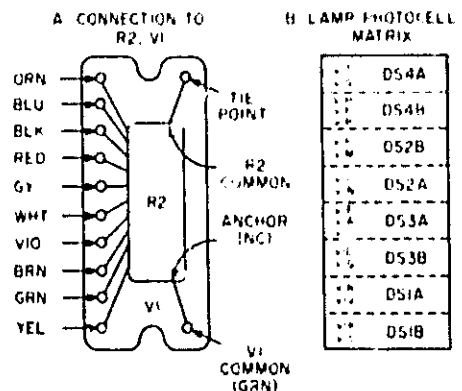 A CONNECTION TO
R2, V1
ORN
BLU
BLK
RED
GY
WHT
VIO
BRN
GRN
YEL
R2
V1
TIE
POINT
R2
COMMON
ANCHOR
V1
COMMON
(GRN)
B LAMP PHOTOCELL
MATRIX
DS4A
DS4B
DS2B
DS2A
DS3A
DS3B
DS1A
DS1B